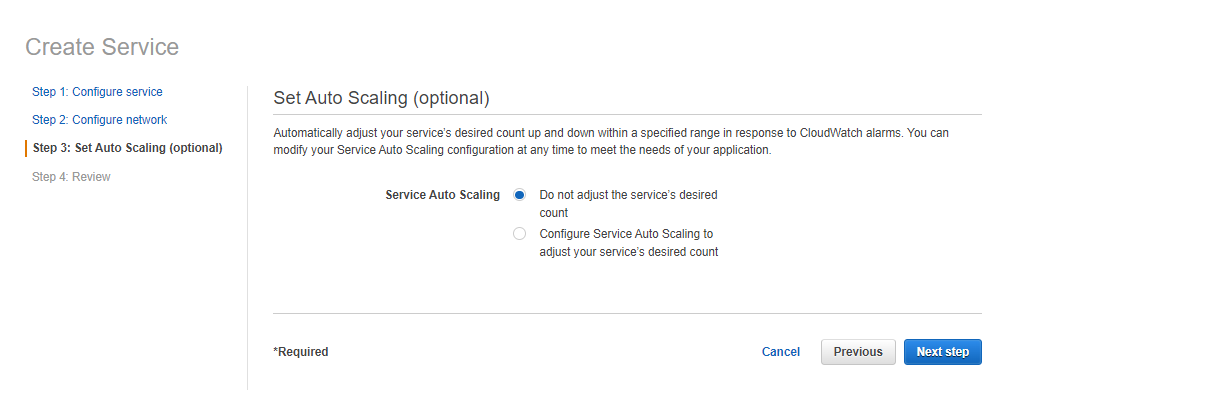 Create Service
Step 1: Configure service
Step 2: Configure network
Step 3: Set Auto Scaling (optional)
Step 4: Review
Set Auto Scaling (optional)
Automatically adjust your service’s desired count up and down within a specified range in response to CloudWatch alarms. You can
modify your Service Auto Scaling configuration at any time to meet the needs of your application.
Service Auto Scaling
Do not adjust the service’s desired
count
Configure Service Auto Scaling to
adjust your service’s desired count
*Required
Cancel
Previous
Next step